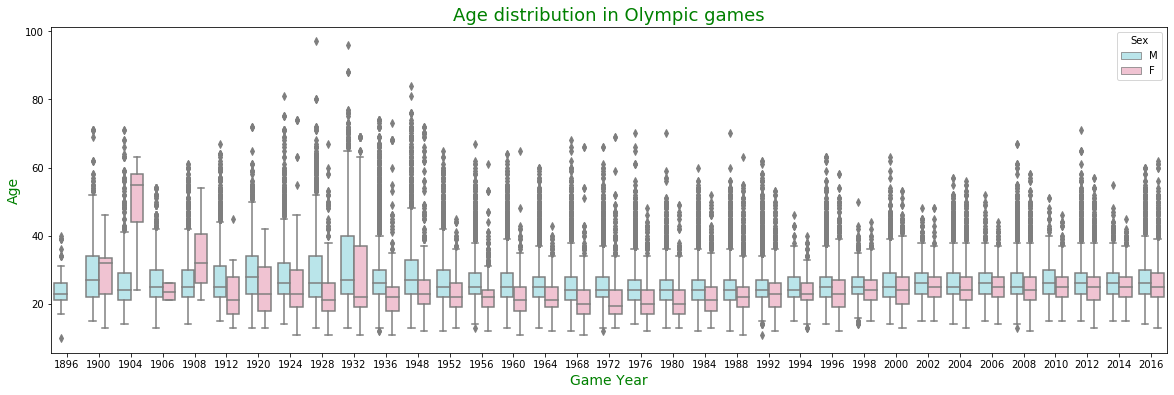 Age distribution in Olympic games
Sex
M
F
100
80
60
40
20
Age
1896 1900 1904 1906 1908 1912 1920 1924 1928 1932 1936 1948 1952 1956 1960 1964 1968 1972 1976 1980 1984 1988 1992 1994 1996 1998 2000 2002 2004 2006 2008 2010 2012 2014 2016
Game Year